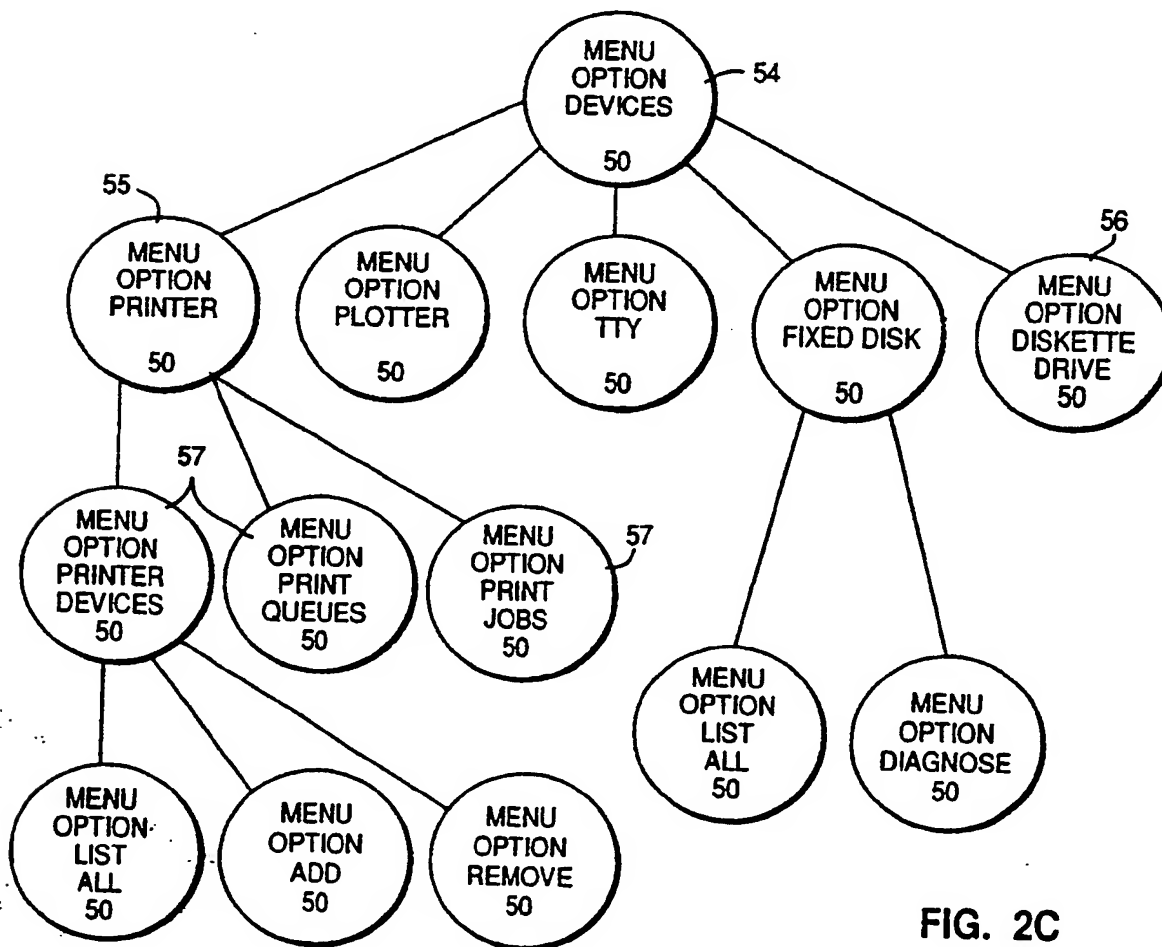 MENU
OPTION
DEVICES
50
54
55
MENU
OPTION
PRINTER
50
MENU
OPTION
PLOTTER
50
MENU
OPTION
TTY
50
MENU
OPTION
FIXED DISK
50
56
MENU
OPTION
DISKETTE
DRIVE
50
57
MENU
OPTION
PRINTER
DEVICES
50
MENU
OPTION
PRINT
QUEUES
50
MENU
OPTION
PRINT
JOBS
50
57
MENU
OPTION
LIST
ALL
50
MENU
OPTION
DIAGNOSE
50
MENU
OPTION
LIST
ALL
50
MENU
OPTION
ADD
50
MENU
OPTION
REMOVE
50
FIG. 2C